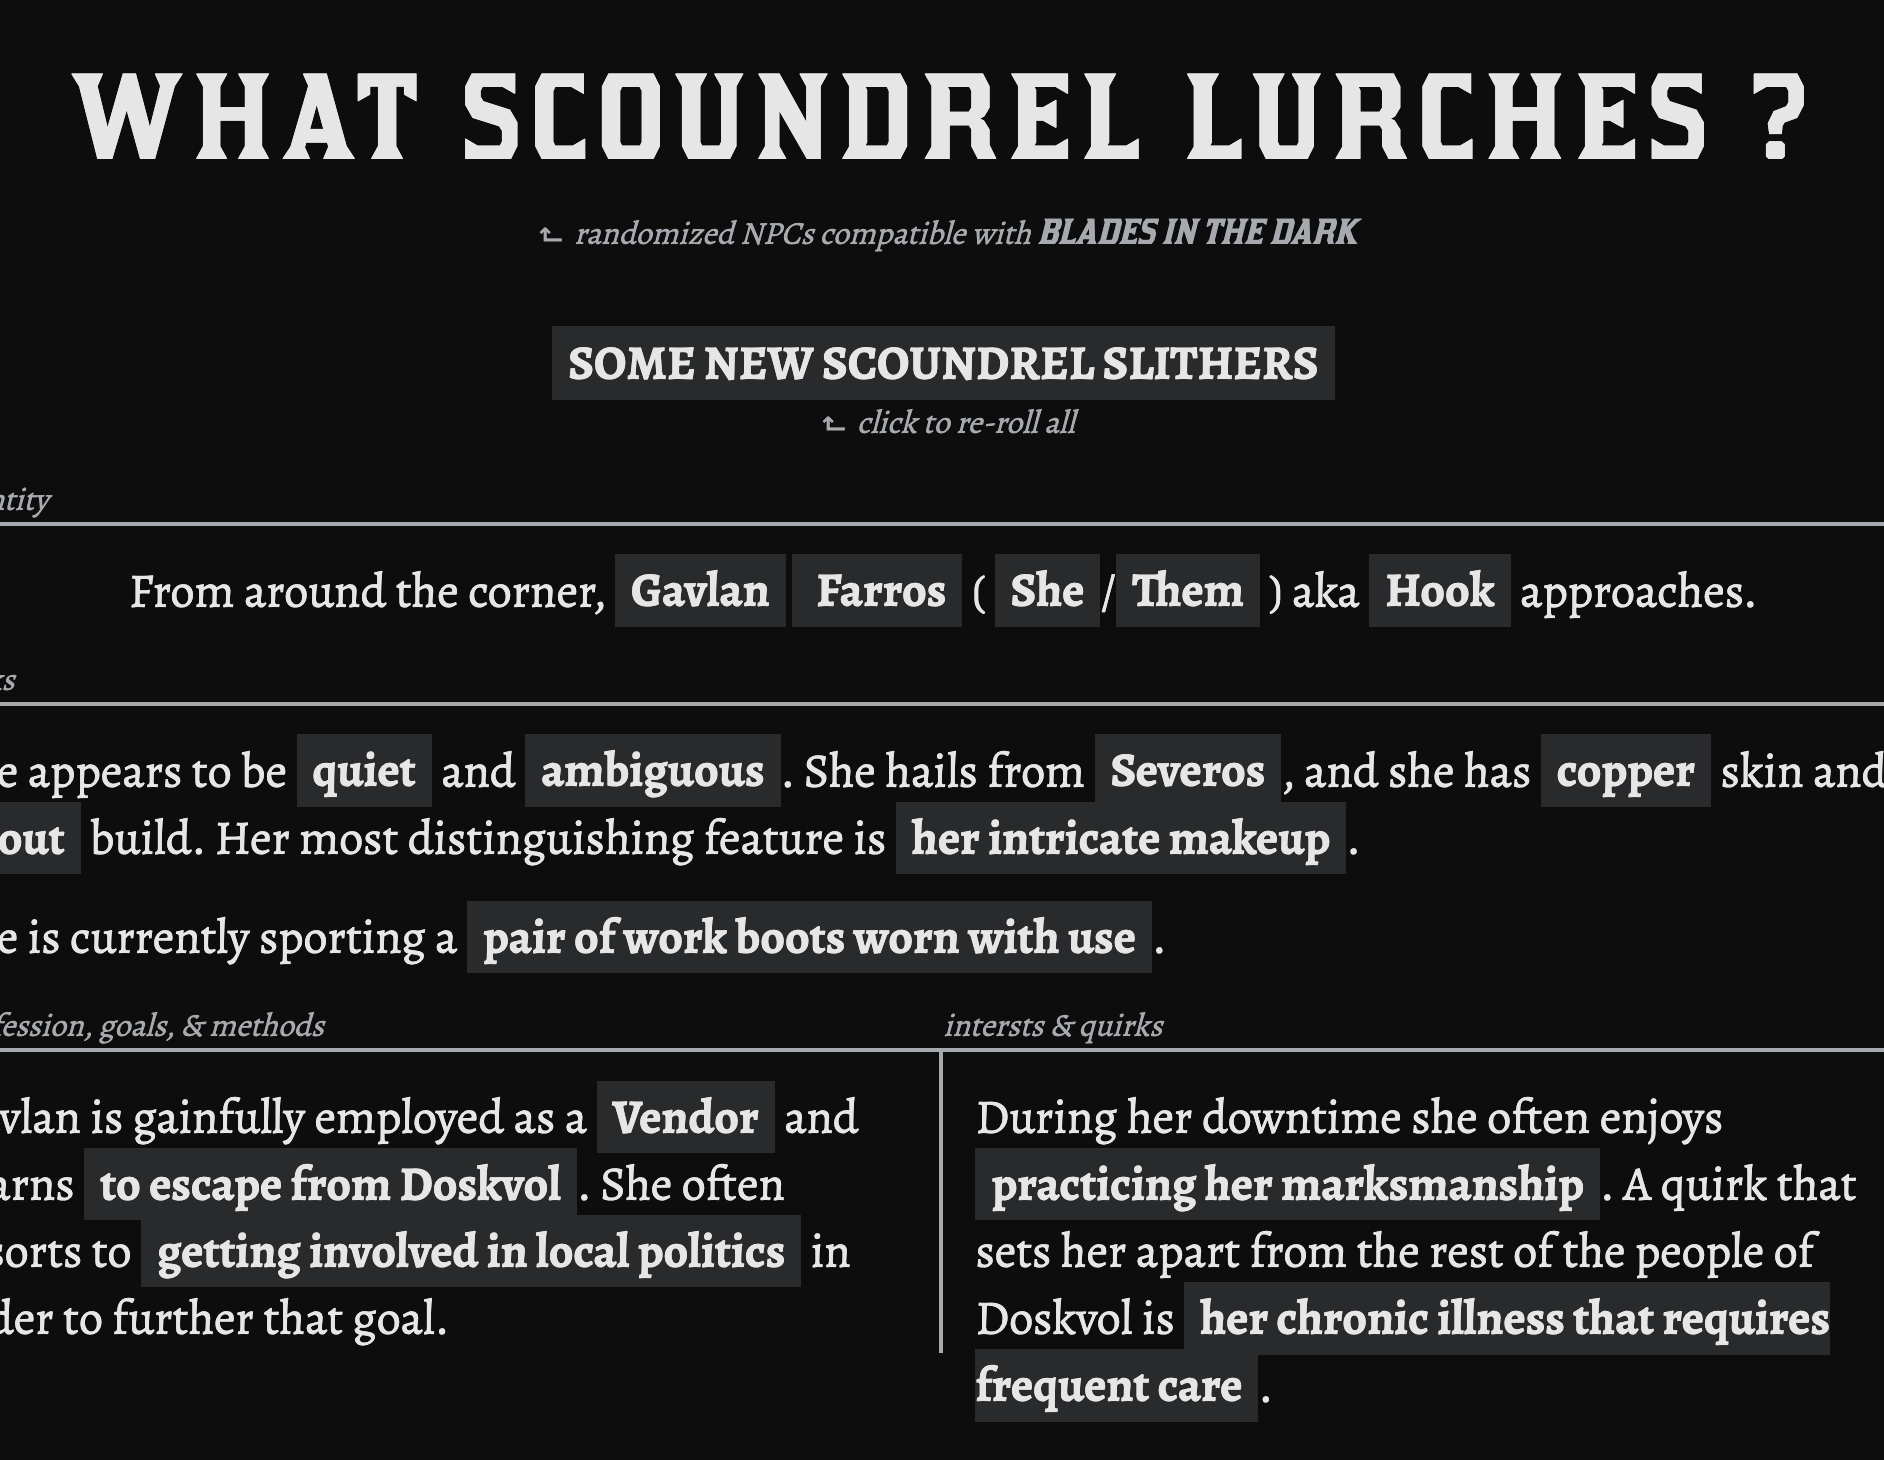 WHAT SCOUNDREL LURCHES ?
randomized NPCs compatible with BLADES IN THE DARK
SOME NEW SCOUNDREL SLITHERS
click to re-roll all
ntity
From around the corner, Gavlan Farros ( She / Them ) aka Hook approaches.
ks
e appears to be quiet and ambiguous . She hails from Severos , and she has copper skin and
out build. Her most distinguishing feature is her intricate makeup .
e is currently sporting a pair of work boots worn with use .
fession, goals, & methods
vlan is gainfully employed as a Vendor and
arns to escape from Doskvol . She often
sorts to getting involved in local politics in
der to further that goal.
intersts & quirks
During her downtime she often enjoys
practicing her marksmanship . A quirk that
sets her apart from the rest of the people of
Doskvol is her chronic illness that requires
frequent care .